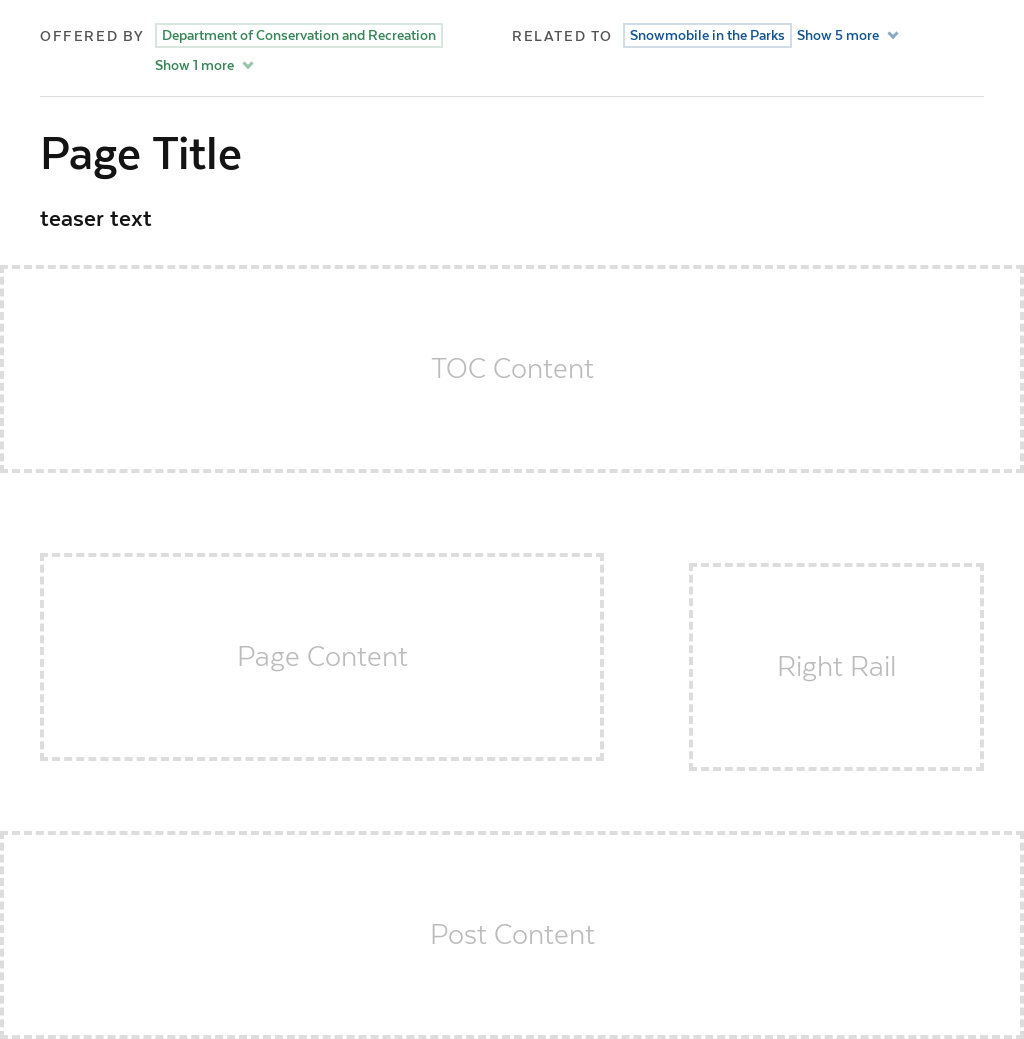 OFFERED BY Department of Conservation and Recreation
Show 1 more
RELATED TO Snowmobile in the Parks Show 5 more
Page Title
teaser text
TOC Content
Page Content
Right Rail
Post Content